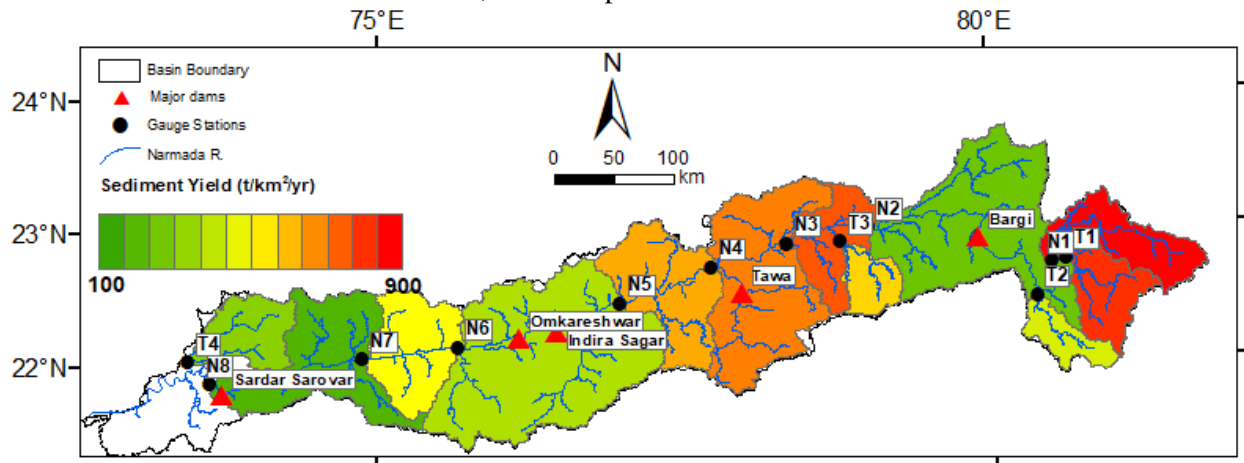 75°E 80°E
N
24°N
23°N
22°N
Basin Boundary
Major dams
Gauge Stations
Narmada R.
Sediment Yield (t/km²/yr)
100 900
0 50 100
km
N1
T1
T2
Bargi
N2
T3
N3
N4
Tawa
N5
Omkareshwar
Indira Sagar
N6
N7
T4
N8
Sardar Sarovar